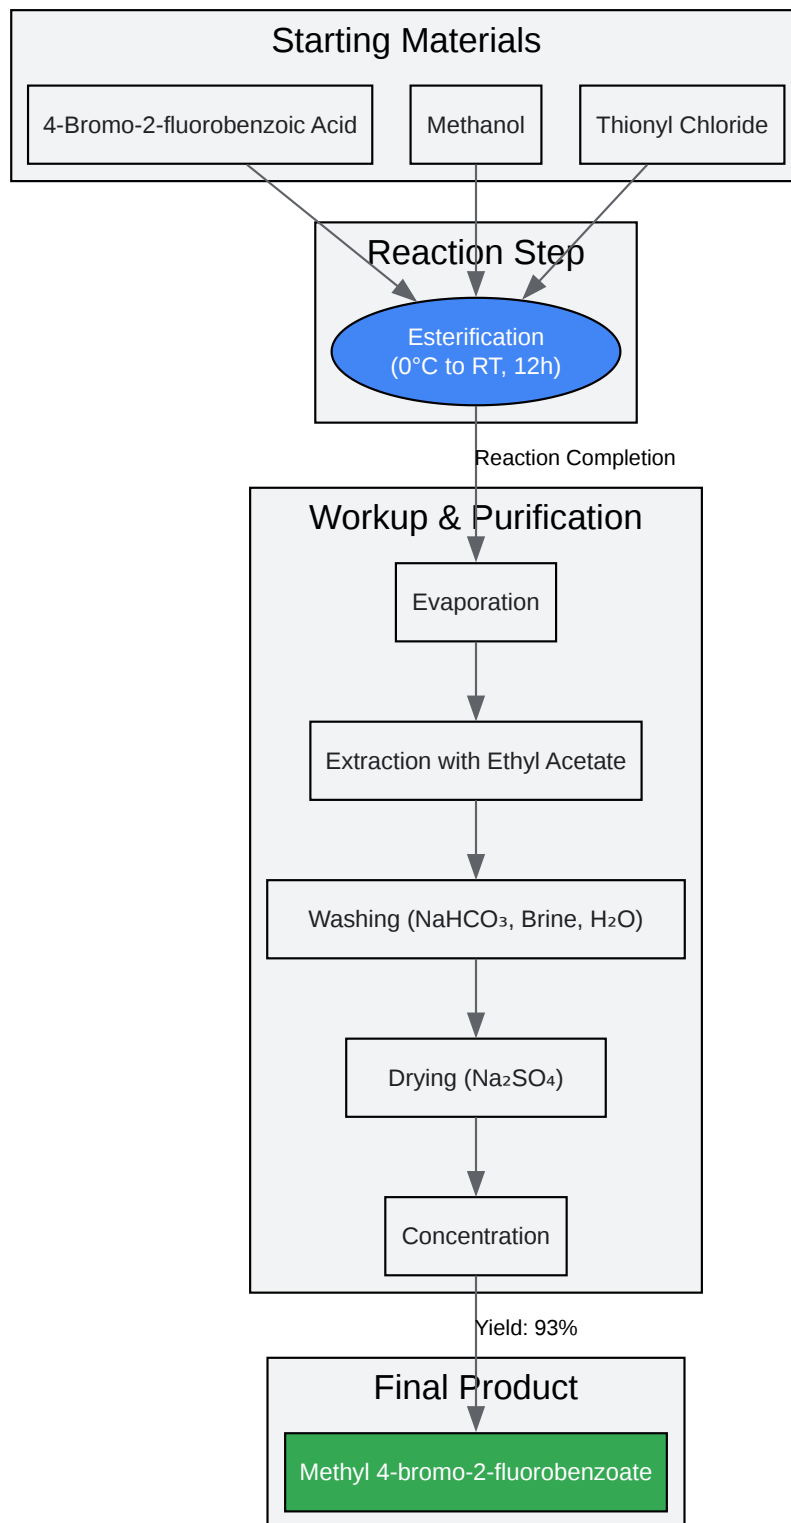 Starting Materials
4-Bromo-2-fluorobenzoic Acid
Methanol
Thionyl Chloride
Reaction Step
Esterification
(0°C to RT, 12h)
Reaction Completion
Workup & Purification
Evaporation
Extraction with Ethyl Acetate
Washing (NaHCO₃, Brine, H₂O)
Drying (Na₂SO₄)
Concentration
Yield: 93%
Final Product
Methyl 4-bromo-2-fluorobenzoate